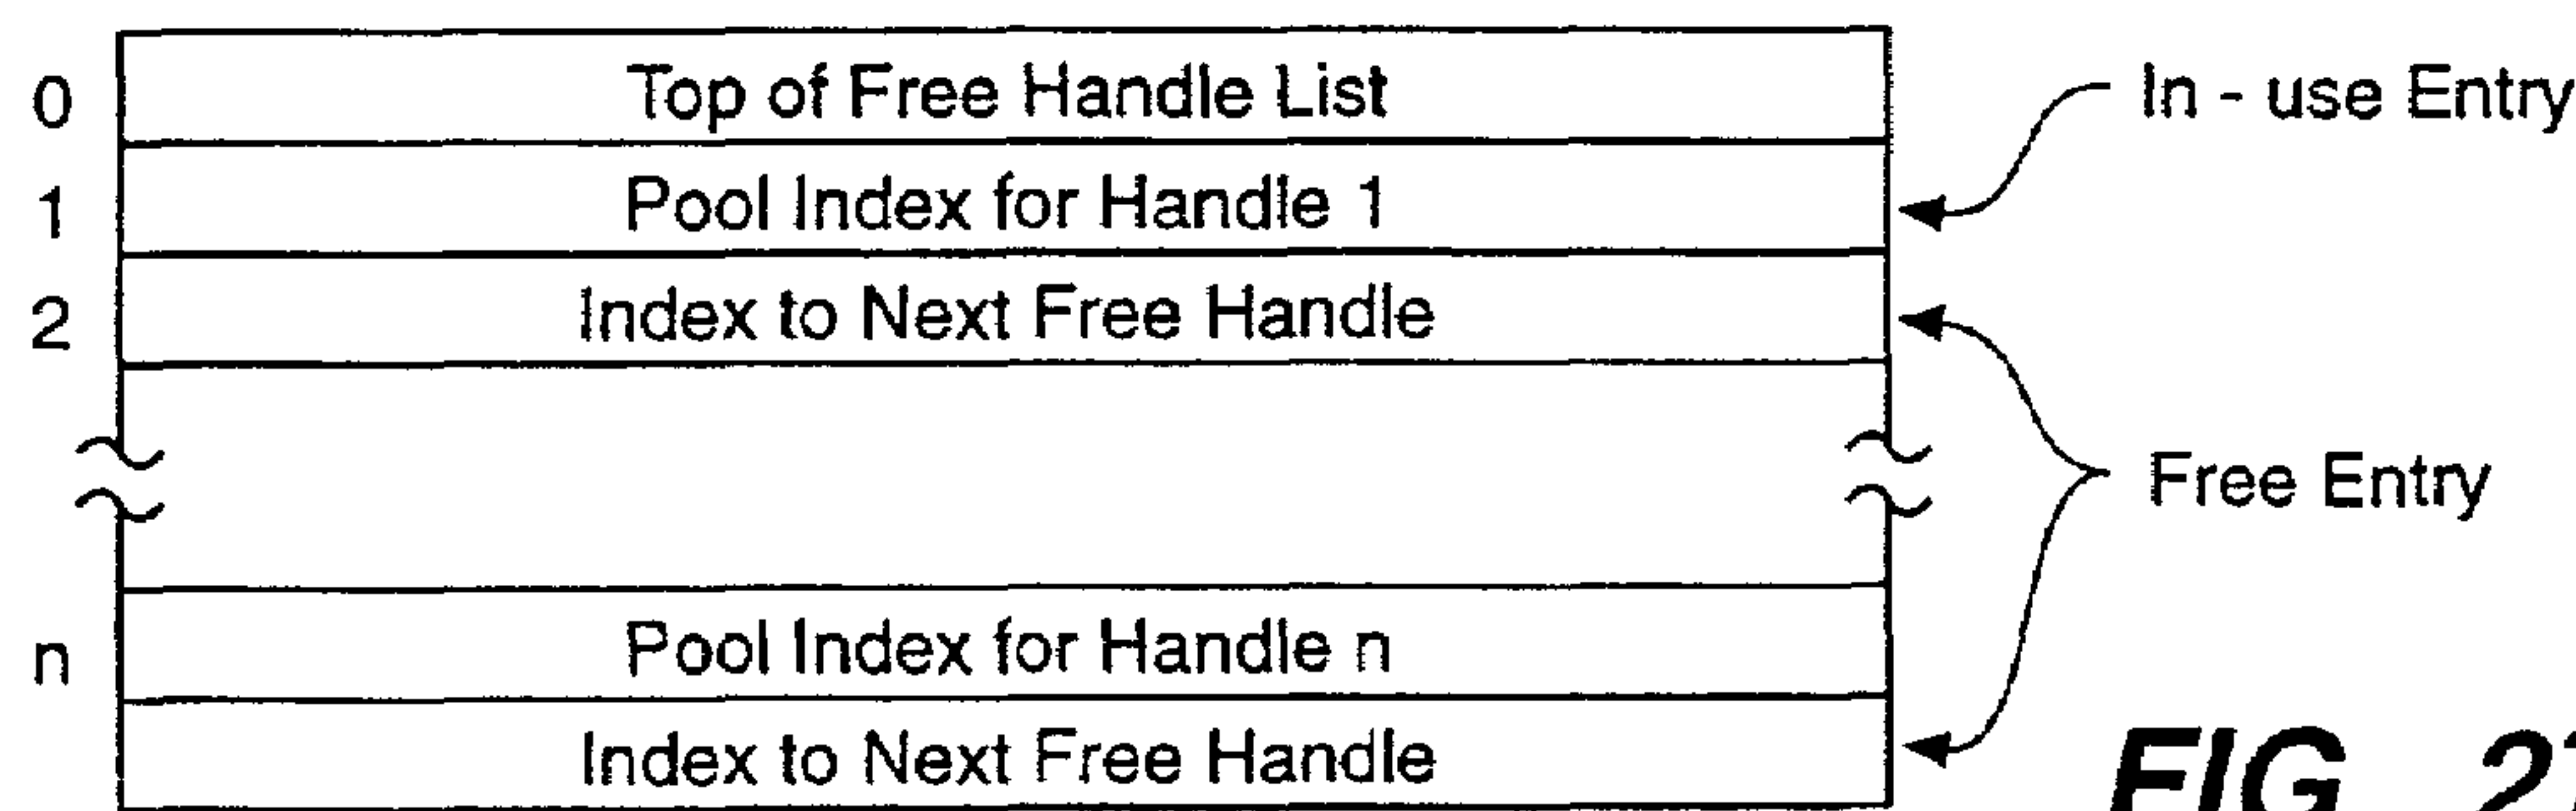 0 Top of Free Handle List
In - use Entry
1 Pool Index for Handle 1
2 Index to Next Free Handle
Free Entry
n Pool Index for Handle n
Index to Next Free Handle
FIG_